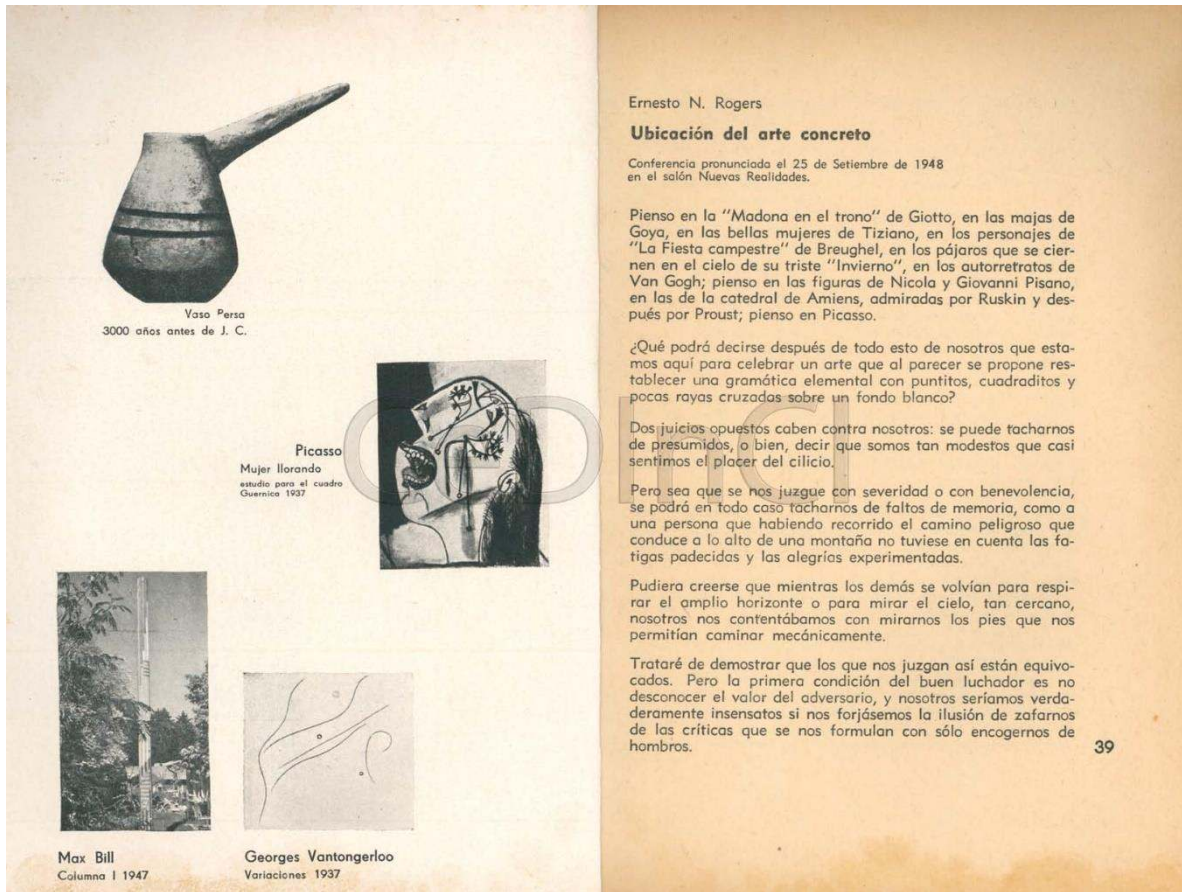 Vaso Persa
3000 años antes de J. C.
Picasso
Mujer llorando
estudio para el cuadro
Guernica 1937
Max Bill
Columna I 1947
Georges Vantongerloo
Variaciones 1937
Ernesto N. Rogers
Ubicación del arte concreto
Conferencia pronunciada el 25 de Setiembre de 1948
en el salón Nuevas Realidades.
Pienso en la "Madona en el trono" de Giotto, en las majas de
Goya, en las bellas mujeres de Tiziano, en los personajes de
"La Fiesta campestre" de Breughel, en los pájaros que se cier-
nen en el cielo de su triste "Invierno", en los autorretratos de
Van Gogh; pienso en las figuras de Nicola y Giovanni Pisano,
en las de la catedral de Amiens, admiradas por Ruskin y des-
pués por Proust; pienso en Picasso.
¿Qué podrá decirse después de todo esto de nosotros que esta-
mos aquí para celebrar un arte que al parecer se propone res-
tablecer una gramática elemental con puntitos, cuadraditos y
pocas rayas cruzadas sobre un fondo blanco?
Dos juicios opuestos caben contra nosotros: se puede tacharnos
de presumidos, o bien, decir que somos tan modestos que casi
sentimos el placer del cilicio.
Pero sea que se nos juzgue con severidad o con benevolencia,
se podrá en todo caso tacharnos de faltos de memoria, como a
una persona que habiendo recorrido el camino peligroso que
conduce a lo alto de una montaña no tuviese en cuenta las fa-
tigas padecidas y las alegrías experimentadas.
Pudiera creerse que mientras los demás se volvían para respi-
rar el amplio horizonte o para mirar el cielo, tan cercano,
nosotros nos contentábamos con mirarnos los pies que nos
permitían caminar mecánicamente.
Trataré de demostrar que los que nos juzgan así están equivo-
cados. Pero la primera condición del buen luchador es no
desconocer el valor del adversario, y nosotros seríamos verda-
deramente insensatos si nos forjásemos la ilusión de zafarnos
de las críticas que se nos formulan con sólo encogernos de
hombros.
39
CeDInCI